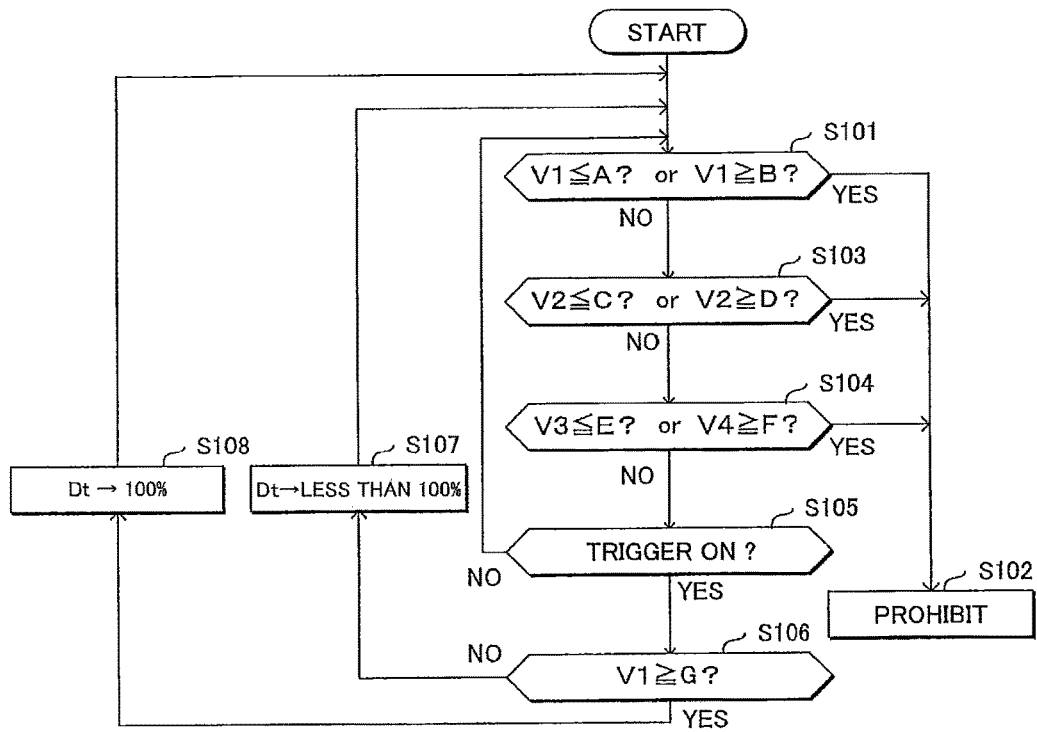 START
S101
V1≦A? or V1≧B?
YES
NO
S103
V2≦C? or V2≧D?
YES
NO
S104
V3≦E? or V4≧F?
YES
NO
S108
Dt → 100%
S107
Dt→LESS THAN 100%
S105
TRIGGER ON ?
NO
YES
S102
PROHIBIT
S106
V1≧G?
NO
YES